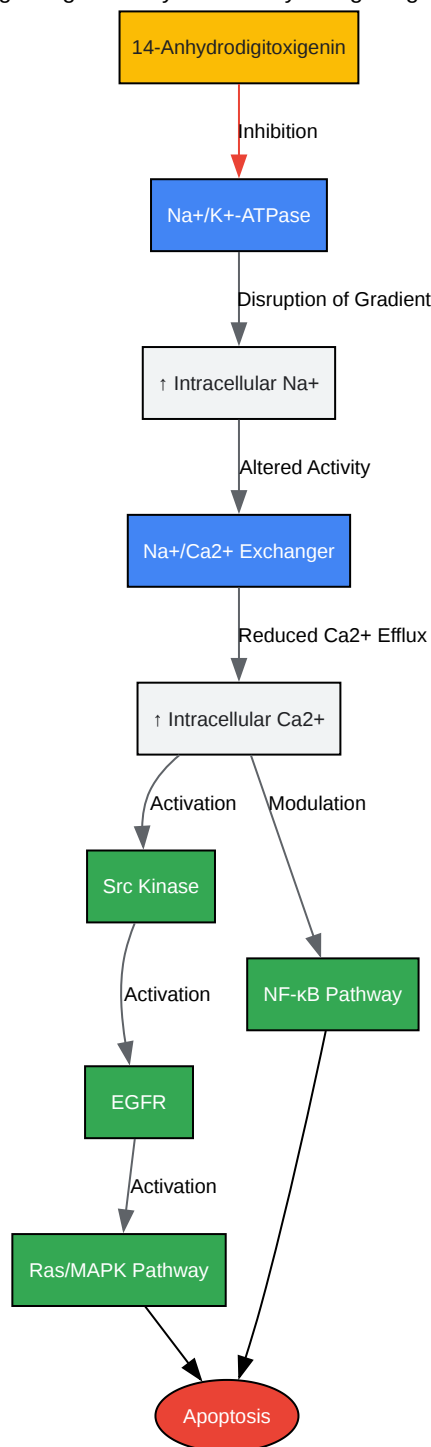 14-Anhydrodigitoxigenin
Inhibition
Na+/K+-ATPase
Disruption of Gradient
↑ Intracellular Na+
Altered Activity
Na+/Ca2+ Exchanger
Reduced Ca2+ Efflux
↑ Intracellular Ca2+
Activation
Modulation
Src Kinase
Activation
NF-κB Pathway
EGFR
Activation
Ras/MAPK Pathway
Apoptosis